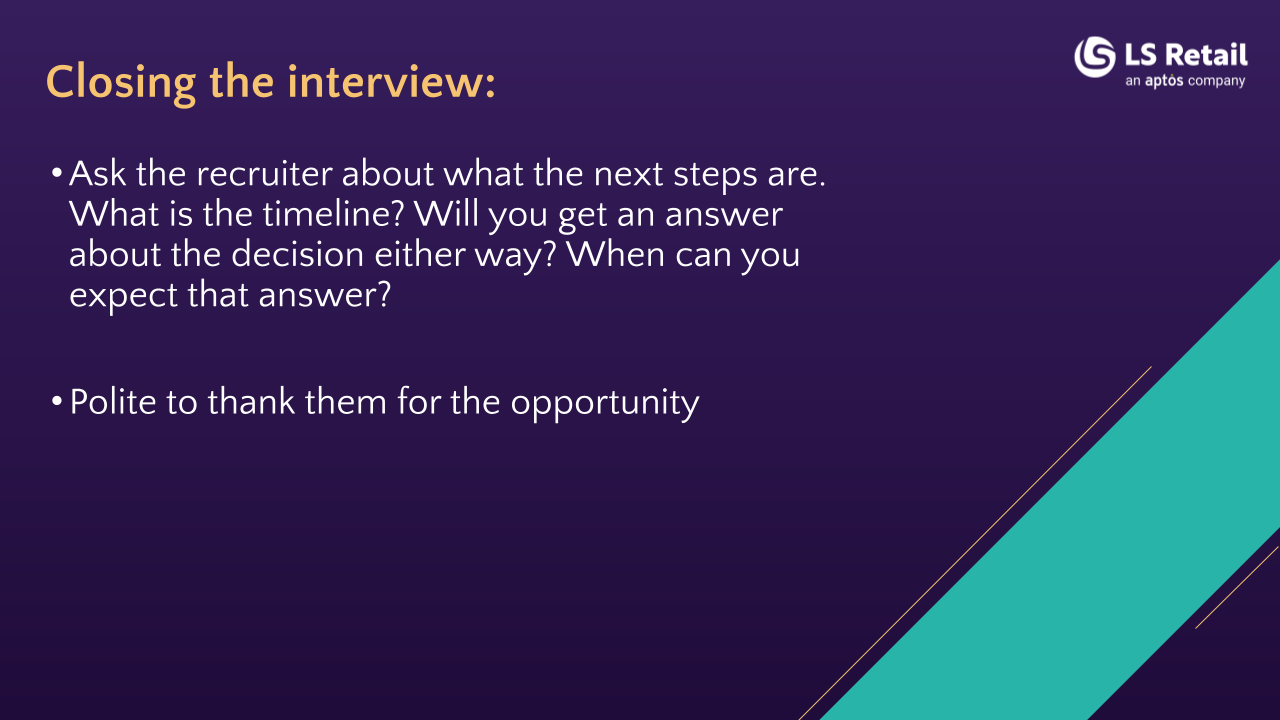 LS Retail
an aptos company
Closing the interview:
• Ask the recruiter about what the next steps are.
What is the timeline? Will you get an answer
about the decision either way? When can you
expect that answer?
• Polite to thank them for the opportunity